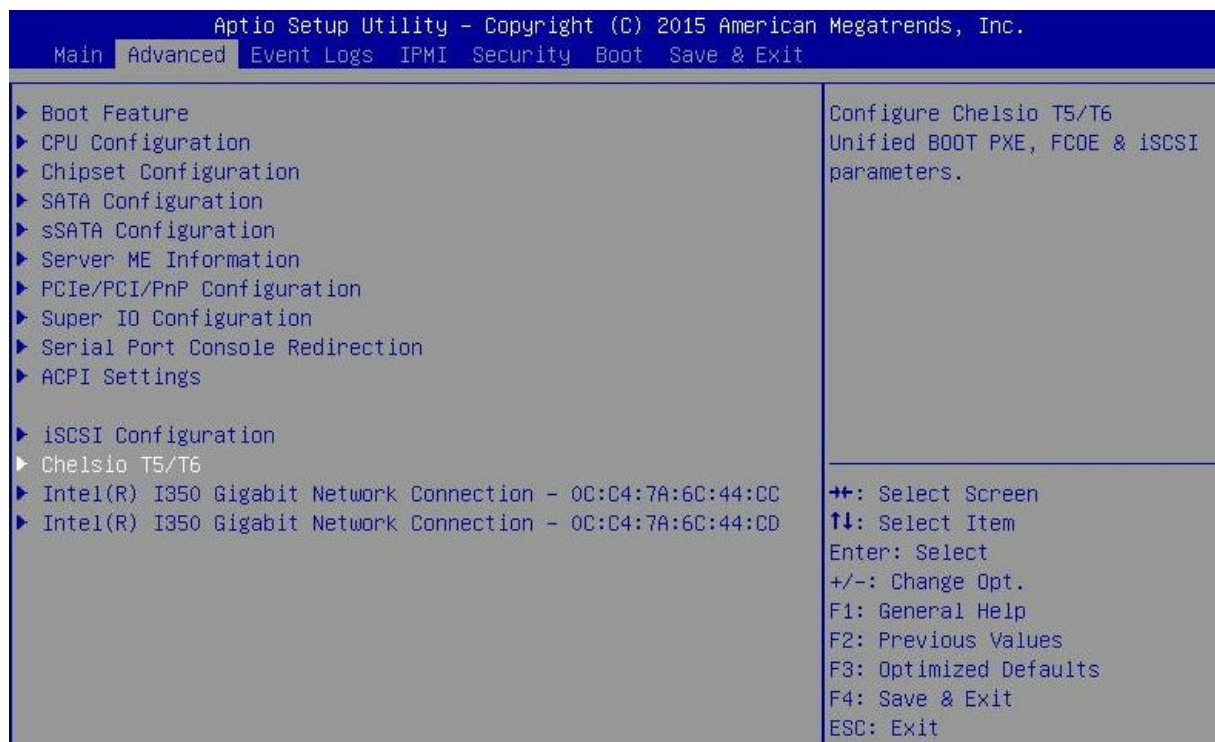 Aptio Setup Utility – Copyright (C) 2015 American Megatrends, Inc.
Main Advanced Event Logs IPMI Security Boot Save & Exit
▶ Boot Feature
▶ CPU Configuration
▶ Chipset Configuration
▶ SATA Configuration
▶ sSATA Configuration
▶ Server ME Information
▶ PCIe/PCI/PnP Configuration
▶ Super IO Configuration
▶ Serial Port Console Redirection
▶ ACPI Settings
▶ iSCSI Configuration
▶ Chelsio T5/T6
▶ Intel(R) I350 Gigabit Network Connection – 0C:C4:7A:6C:44:CC
▶ Intel(R) I350 Gigabit Network Connection – 0C:C4:7A:6C:44:CD
Configure Chelsio T5/T6
Unified BOOT PXE, FCOE & iSCSI
parameters.
→←: Select Screen
↑↓: Select Item
Enter: Select
+/-: Change Opt.
F1: General Help
F2: Previous Values
F3: Optimized Defaults
F4: Save & Exit
ESC: Exit